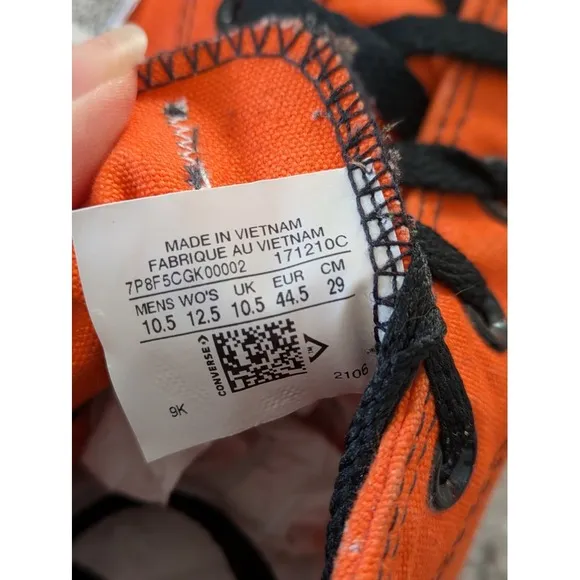 MADE IN VIETNAM
FABRIQUE AU VIETNAM
7P8F5CGK00002 171210C
MENS WO'S UK EUR CM
10.5 12.5 10.5 44.5 29
CONVERSE
TM
2106
9K